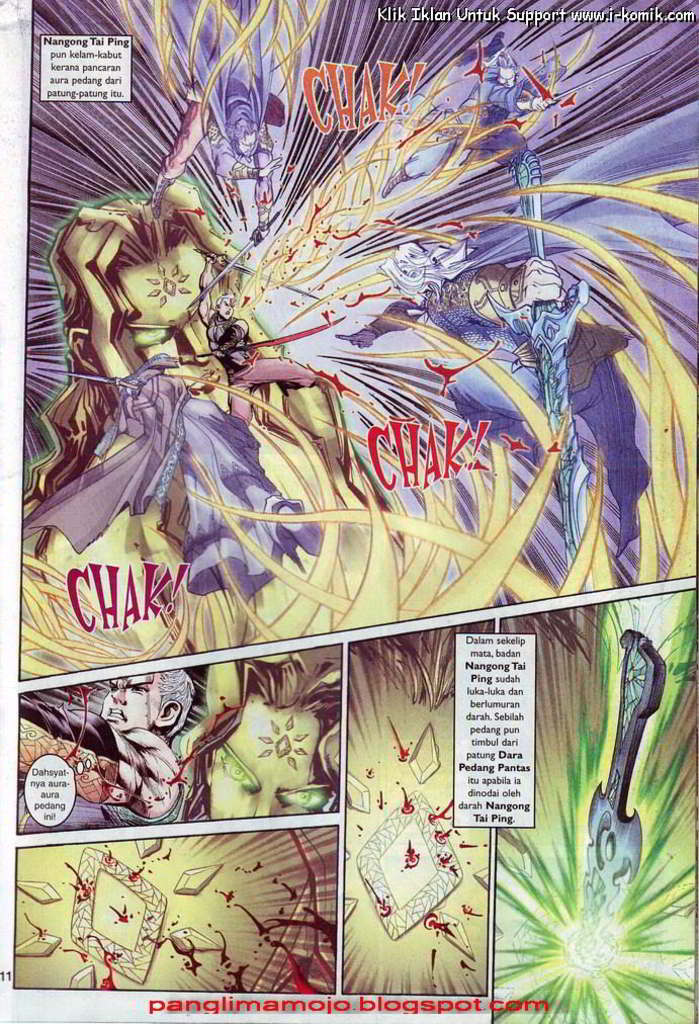 Klik Iklan Untuk Support www.i-komik.com
Nangong Tai Ping
pun kelam-kabut
kerana pancaran
aura pedang dari
patung-patung itu.
CHAK!
CHAK!
CHAK!
Dahsyat-
nya aura-
aura
pedang
ini!
Dalam sekelip
mata, badan
Nangong Tai
Ping sudah
luka-luka dan
berlumuran
darah. Sebilah
pedang pun
timbul dari
patung Dara
Pedang Pantas
itu apabila ia
dinodai oleh
darah Nangong
Tai Ping.
11
panglimamojo.blogspot.com